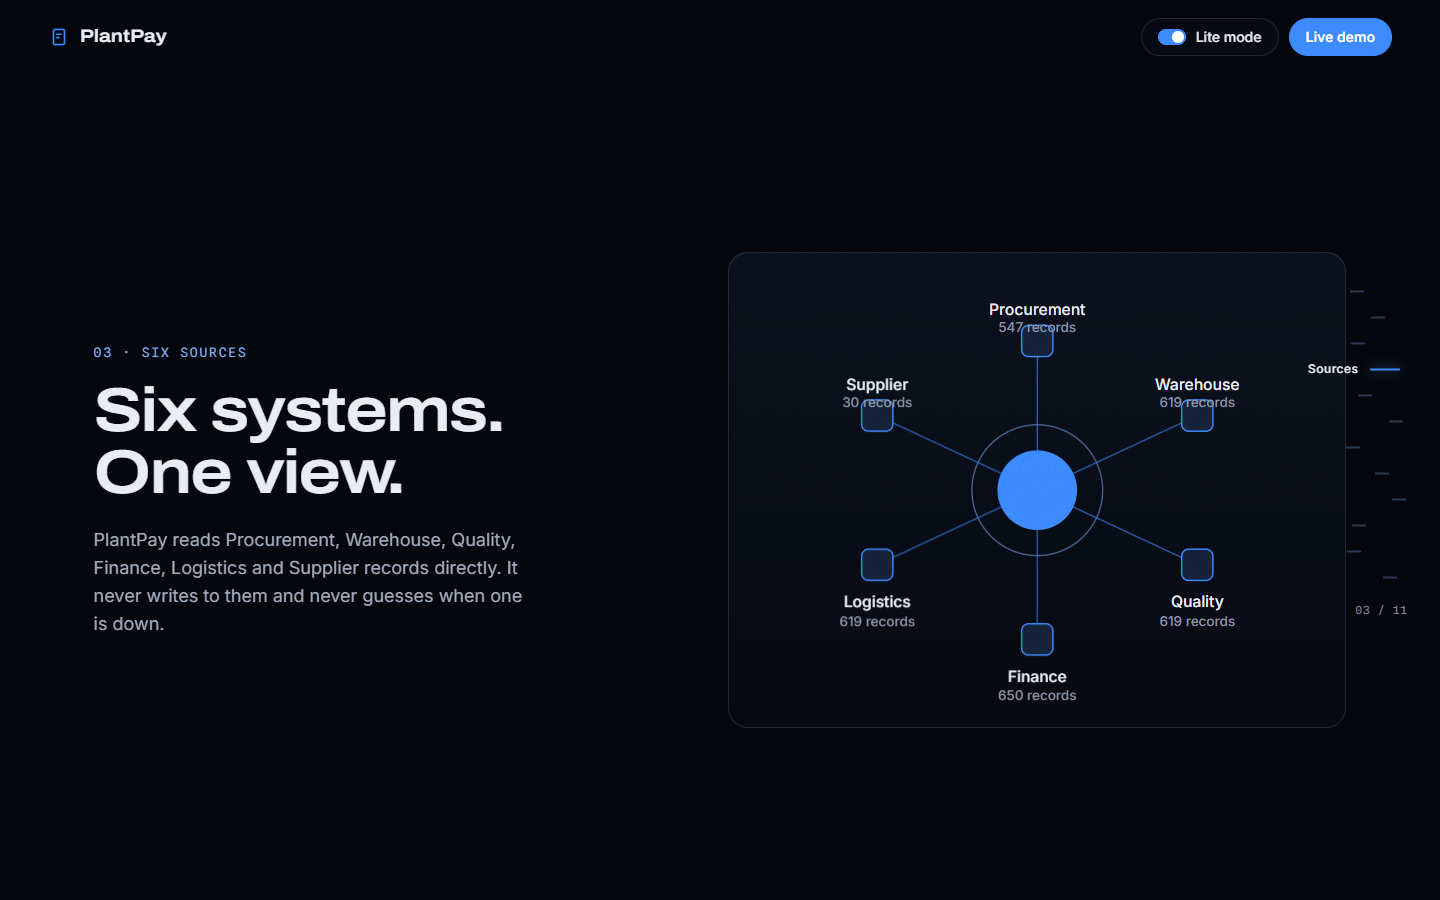 PlantPay
Lite mode
Live demo
03 · SIX SOURCES
Six systems.
One view.
PlantPay reads Procurement, Warehouse, Quality,
Finance, Logistics and Supplier records directly. It
never writes to them and never guesses when one
is down.
Procurement
547 records
Supplier
30 records
Warehouse
619 records
Logistics
619 records
Quality
619 records
Finance
650 records
Sources
03 / 11